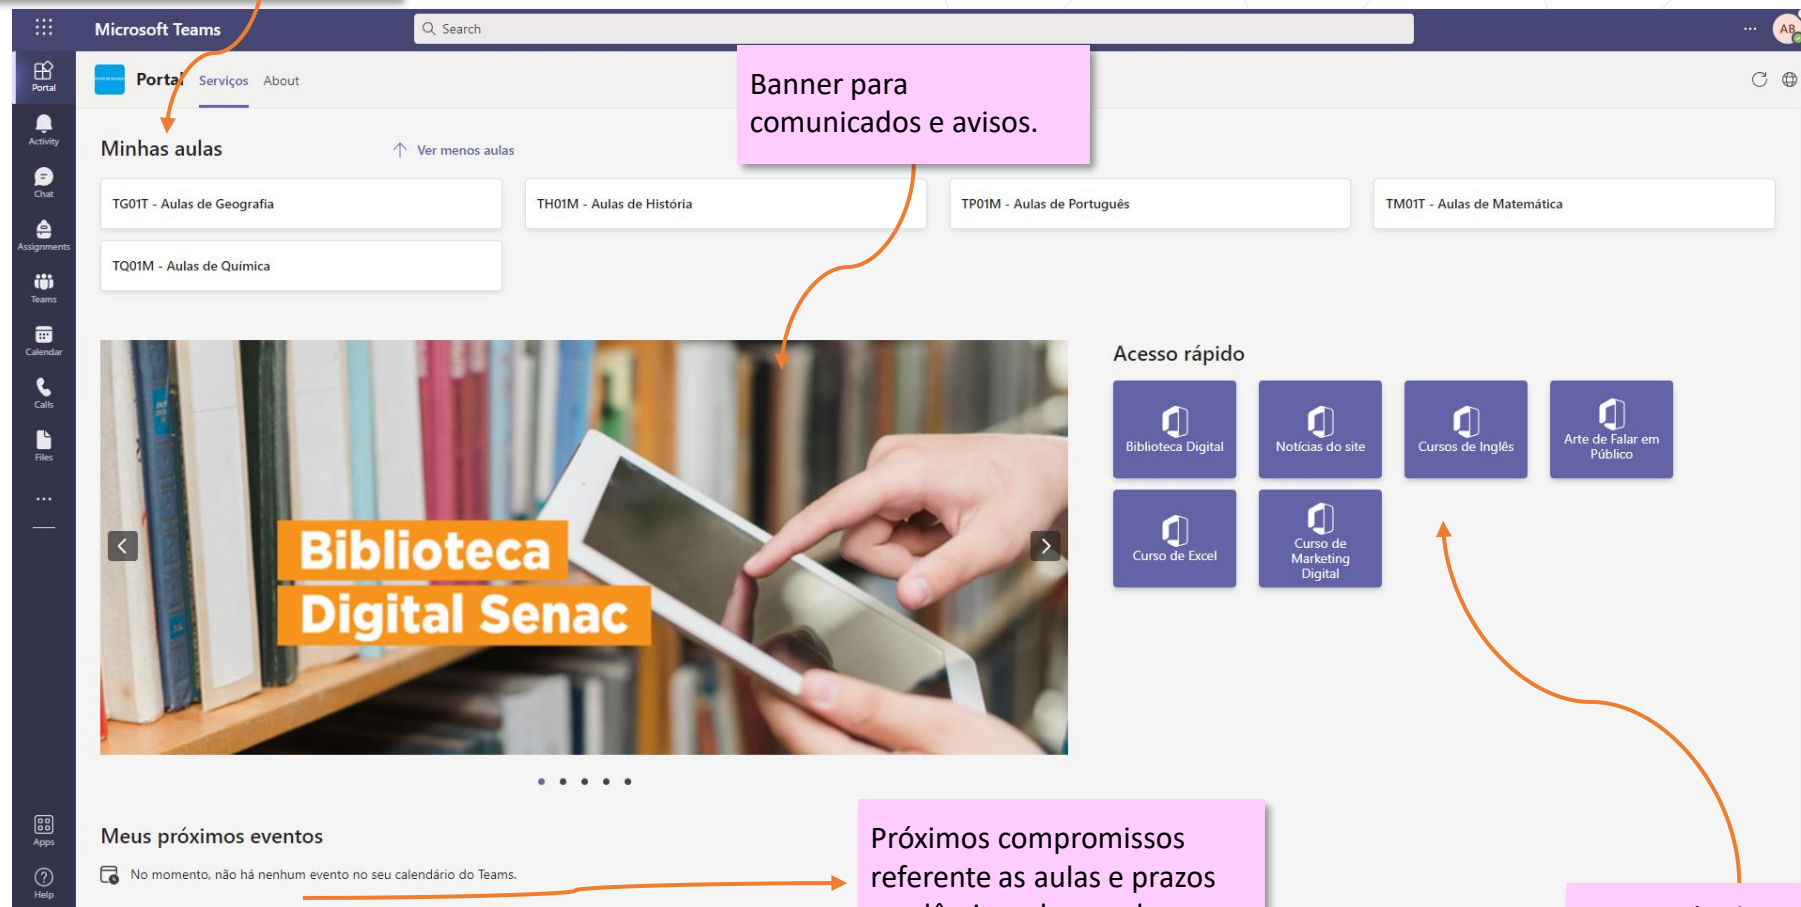 Microsoft Teams
Search
AB
Portal
Portal
Serviços
About
Banner para
comunicados e avisos.
Activity
Chat
Assignments
Teams
Calendar
Calls
Files
Apps
Help
Minhas aulas
Ver menos aulas
TG01T - Aulas de Geografia
TH01M - Aulas de História
TP01M - Aulas de Português
TM01T - Aulas de Matemática
TQ01M - Aulas de Química
Biblioteca
Digital Senac
Acesso rápido
Biblioteca Digital
Notícias do site
Cursos de Inglês
Arte de Falar em
Público
Curso de Excel
Curso de
Marketing
Digital
Meus próximos eventos
No momento, não há nenhum evento no seu calendário do Teams.
Próximos compromissos
referente as aulas e prazos